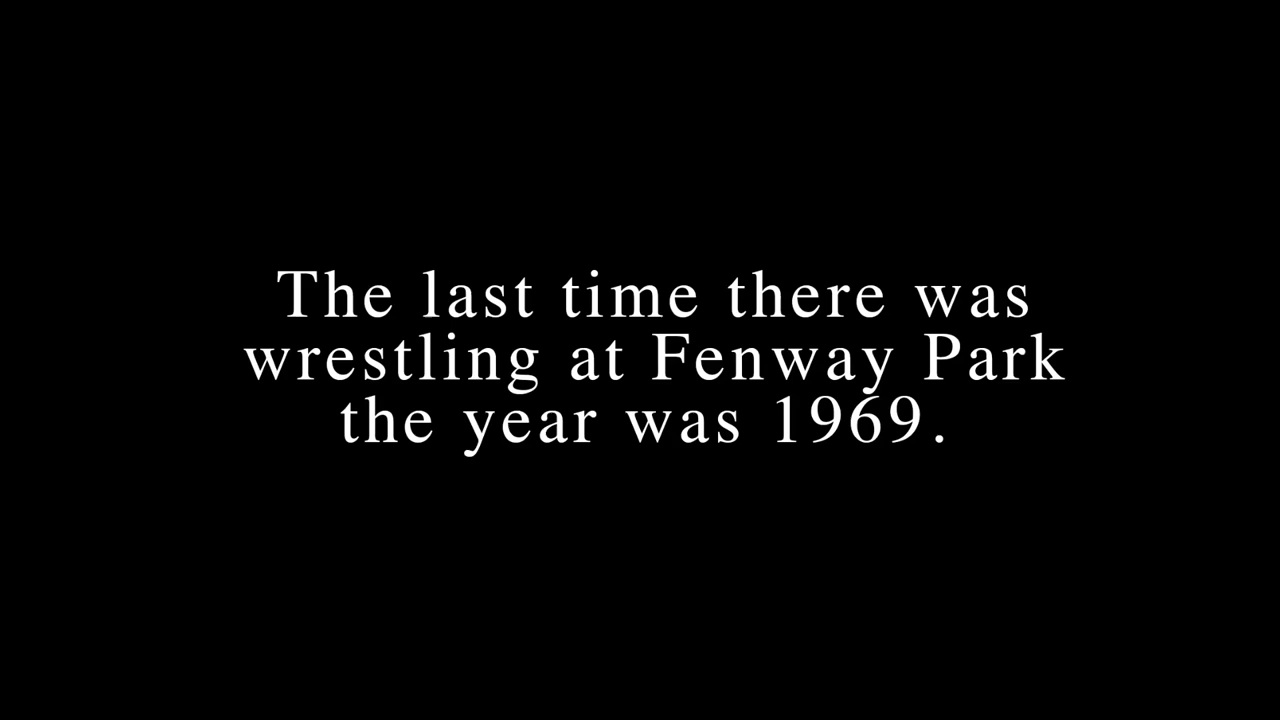 The last time there was
wrestling at Fenway Park
the year was 1969.